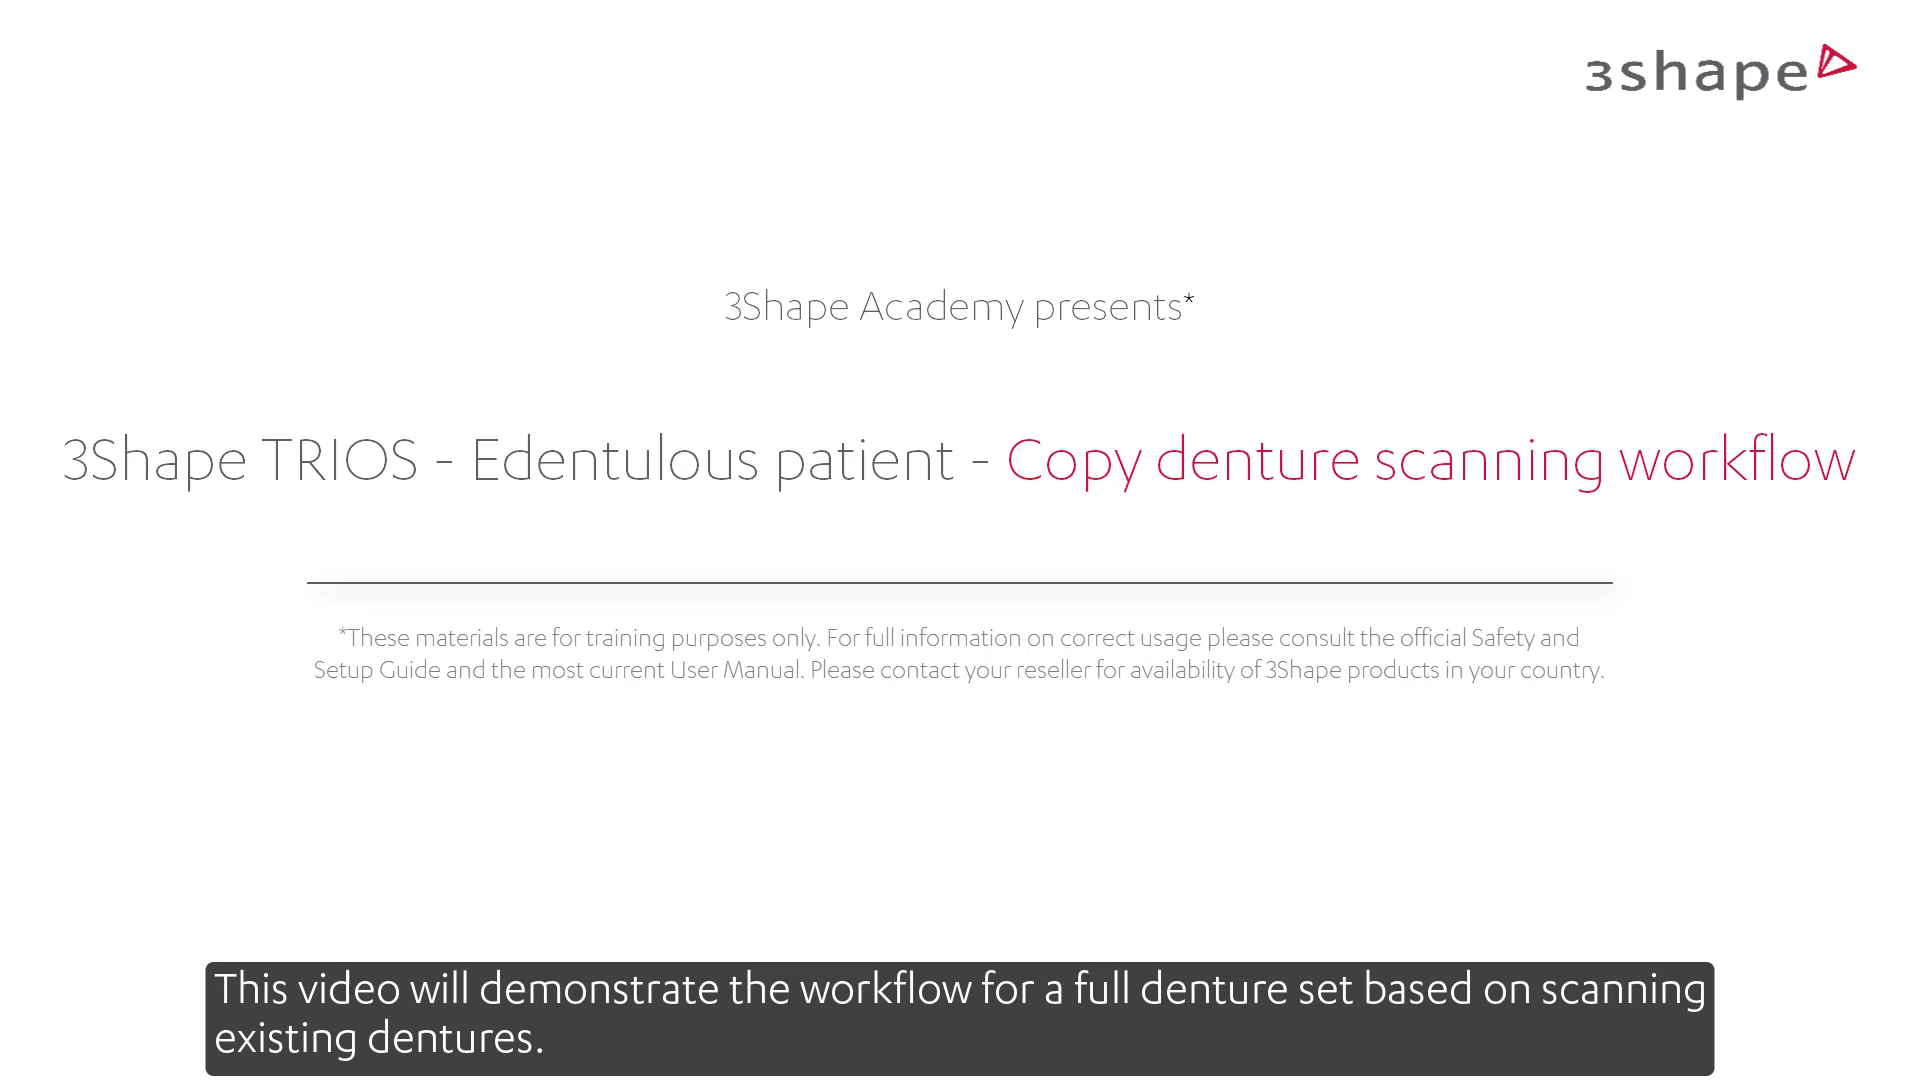 3shape
3Shape Academy presents*
3Shape TRIOS - Edentulous patient - Copy denture scanning workflow
*These materials are for training purposes only. For full information on correct usage please consult the official Safety and
Setup Guide and the most current User Manual. Please contact your reseller for availability of 3Shape products in your country.
This video will demonstrate the workflow for a full denture set based on scanning
existing dentures.